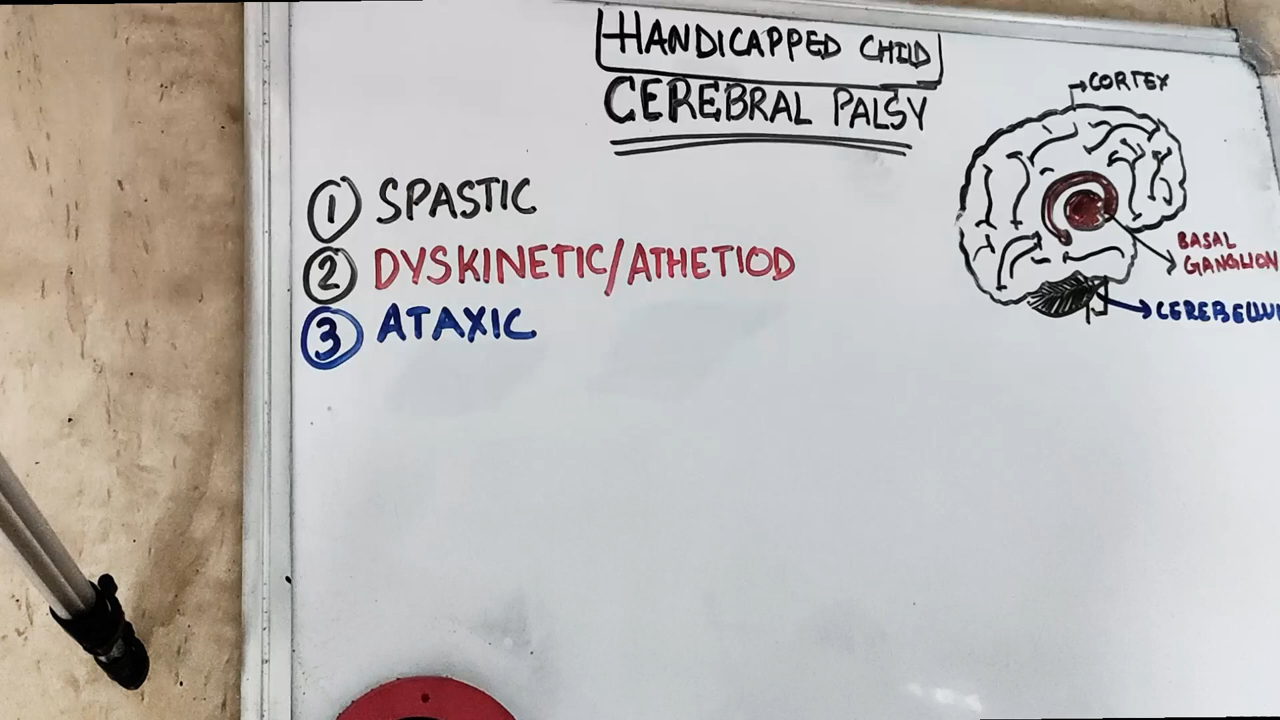 HANDICAPPED CHILD
CEREBRAL PALSY
① SPASTIC
② DYSKINETIC/ATHETIOD
③ ATAXIC
CORTEX
BASAL
GANGLION
CEREBELLU